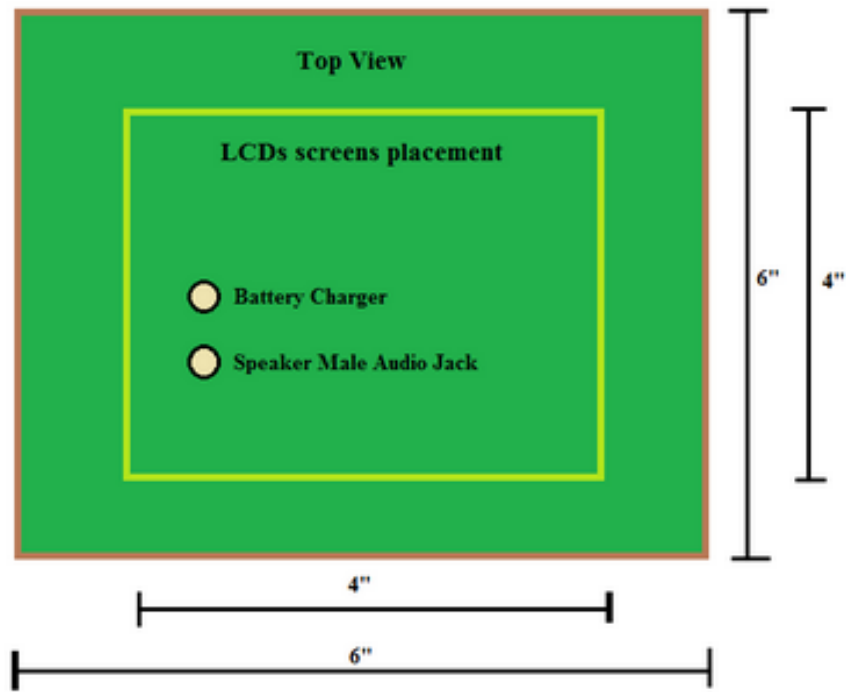 Top View
LCDs screens placement
Battery Charger
Speaker Male Audio Jack
6"
4"
4"
6"